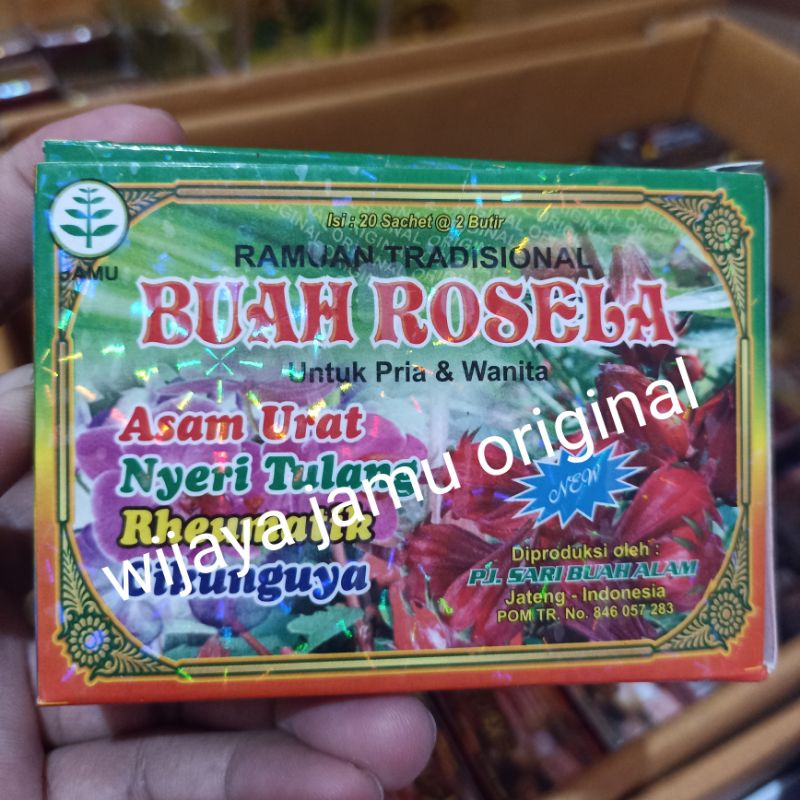 Isi : 20 Sachet @ 2 Butir
JAMU
RAMUAN TRADISIONAL
BUAH ROSELA
Untuk Pria & Wanita
Asam Urat
Nyeri Tulang
Rheumatik
Cikunguya
NEW
Diproduksi oleh :
PJ. SARI BUAH ALAM
Jateng - Indonesia
POM TR. No. 846 057 283
wijaya jamu original